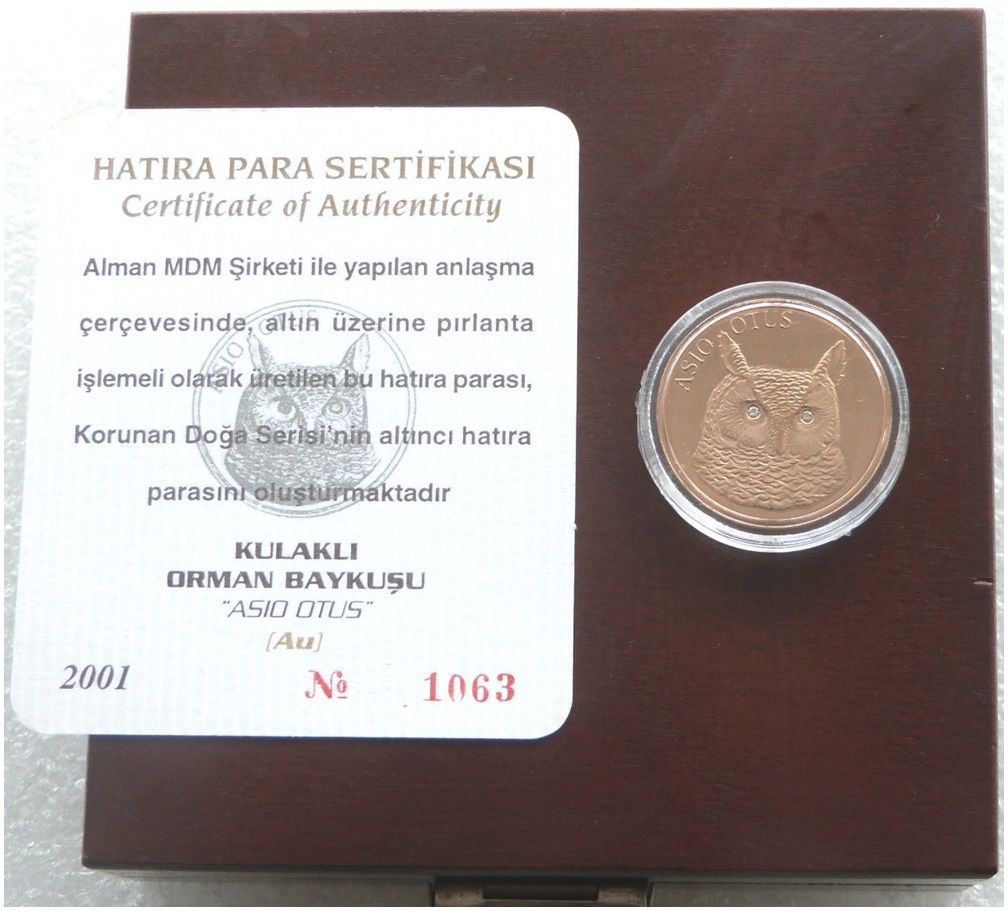 HATIRA PARA SERTİFİKASI
Certificate of Authenticity
Alman MDM Şirketi ile yapılan anlaşma
çerçevesinde, altın üzerine pırlanta
işlemeli olarak üretilen bu hatıra parası,
Korunan Doğa Serisi'nin altıncı hatıra
parasını oluşturmaktadır
ASIO OTUS
KULAKLI
ORMAN BAYKUŞU
"ASIO OTUS"
(Au)
2001 № 1063
ASIO OTUS